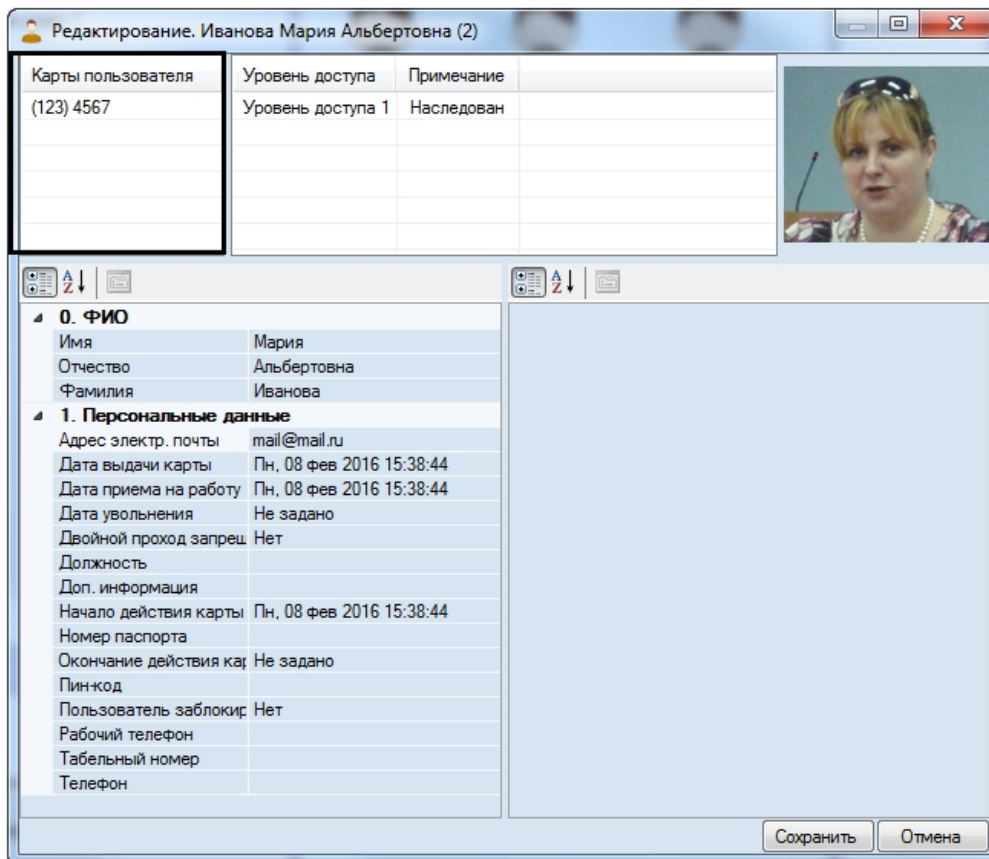 Редактирование. Иванова Мария Альбертовна (2)
Карты пользователя Уровень доступа Примечание
(123) 4567 Уровень доступа 1 Наследован
0. ФИО
Имя Мария
Отчество Альбертовна
Фамилия Иванова
1. Персональные данные
Адрес электр. почты mail@mail.ru
Дата выдачи карты Пн, 08 фев 2016 15:38:44
Дата приема на работу Пн, 08 фев 2016 15:38:44
Дата увольнения Не задано
Двойной проход запрещ Нет
Должность
Доп. информация
Начало действия карты Пн, 08 фев 2016 15:38:44
Номер паспорта
Окончание действия кар Не задано
Пин-код
Пользователь заблокир Нет
Рабочий телефон
Табельный номер
Телефон
Сохранить Отмена